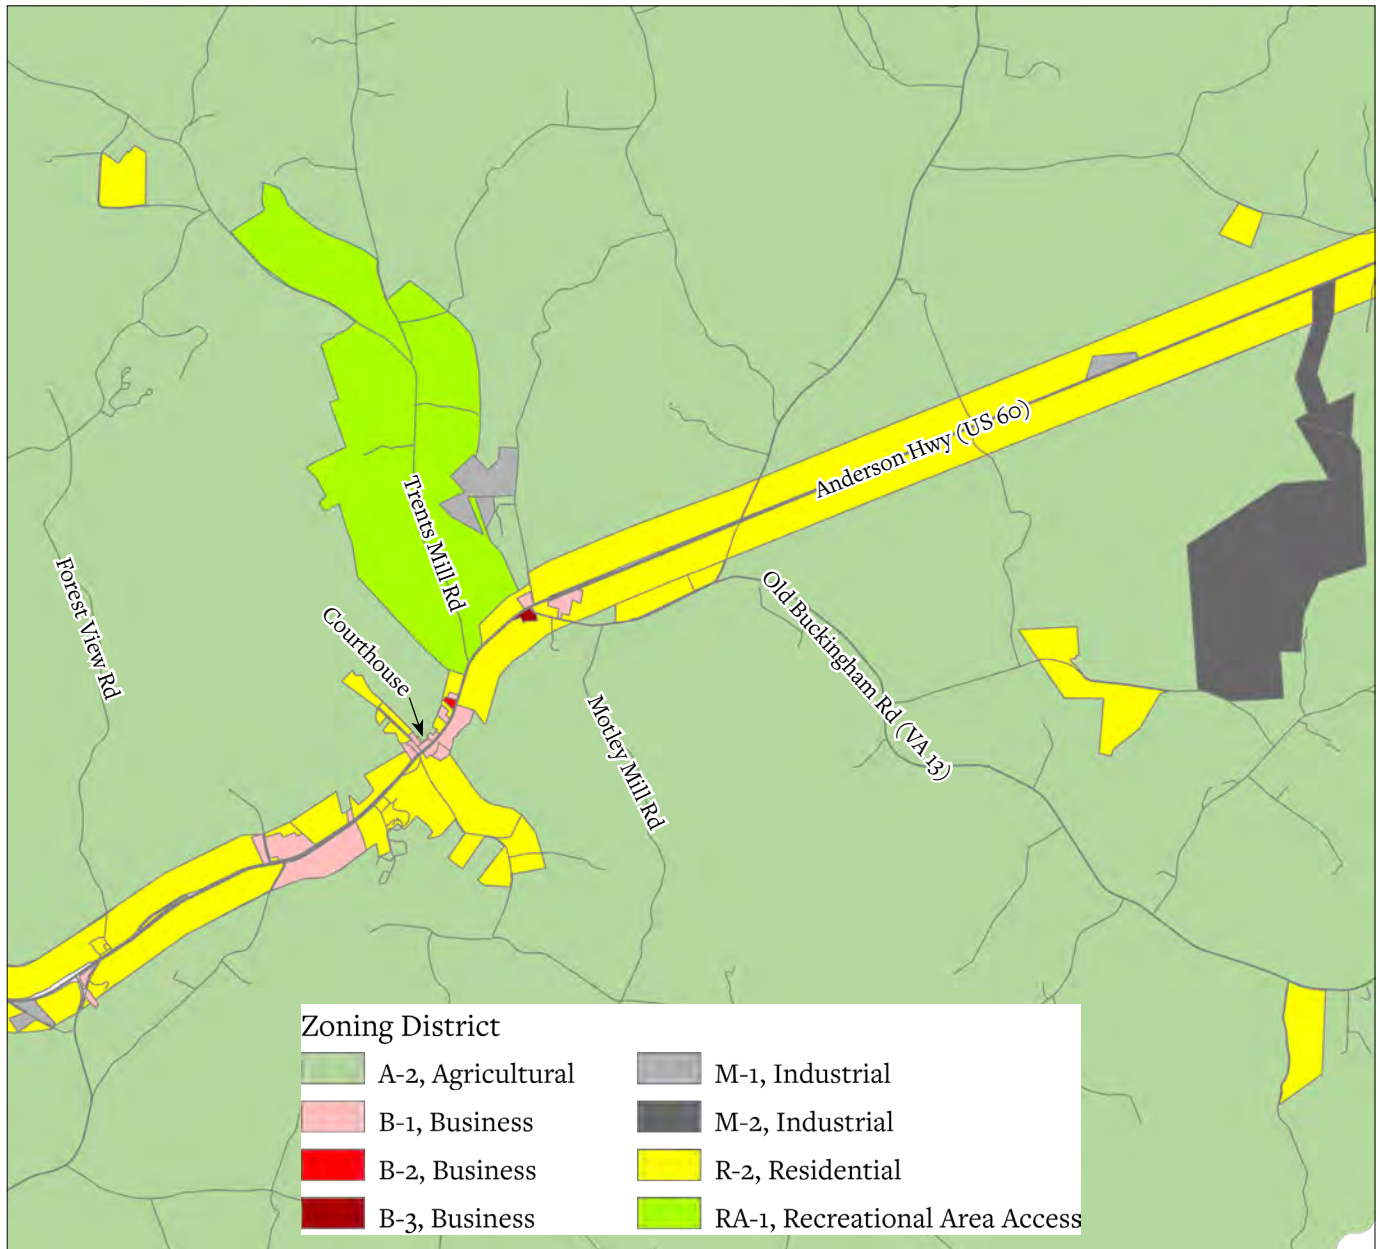 Anderson Hwy (US 60)
Trents Mill Rd
Forest View Rd
Courthouse
Old Buckingham Rd (VA 13)
Motley Mill Rd
Zoning District
A-2, Agricultural
B-1, Business
B-2, Business
B-3, Business
M-1, Industrial
M-2, Industrial
R-2, Residential
RA-1, Recreational Area Access